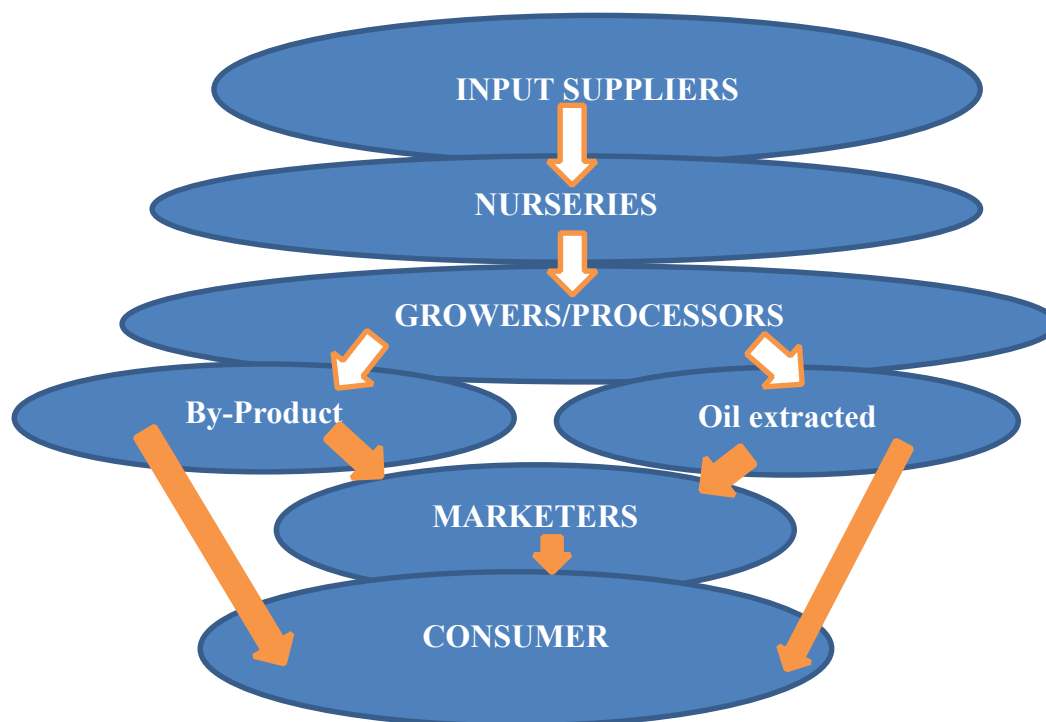 INPUT SUPPLIERS
NURSERIES
GROWERS/PROCESSORS
By-Product
Oil extracted
MARKETERS
CONSUMER